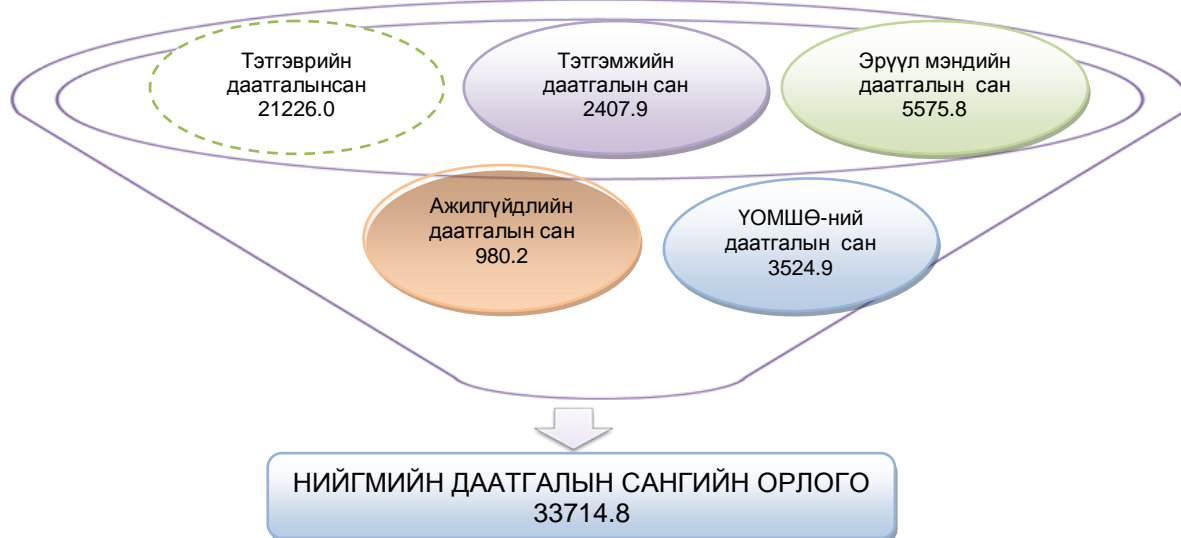 Тэтгэврийн
даатгалынсан
21226.0
Тэтгэмжийн
даатгалын сан
2407.9
Эрүүл мэндийн
даатгалын сан
5575.8
Ажилгүйдлийн
даатгалын сан
980.2
ҮОМШӨ-ний
даатгалын сан
3524.9
НИЙГМИЙН ДААТГАЛЫН САНГИЙН ОРЛОГО
33714.8